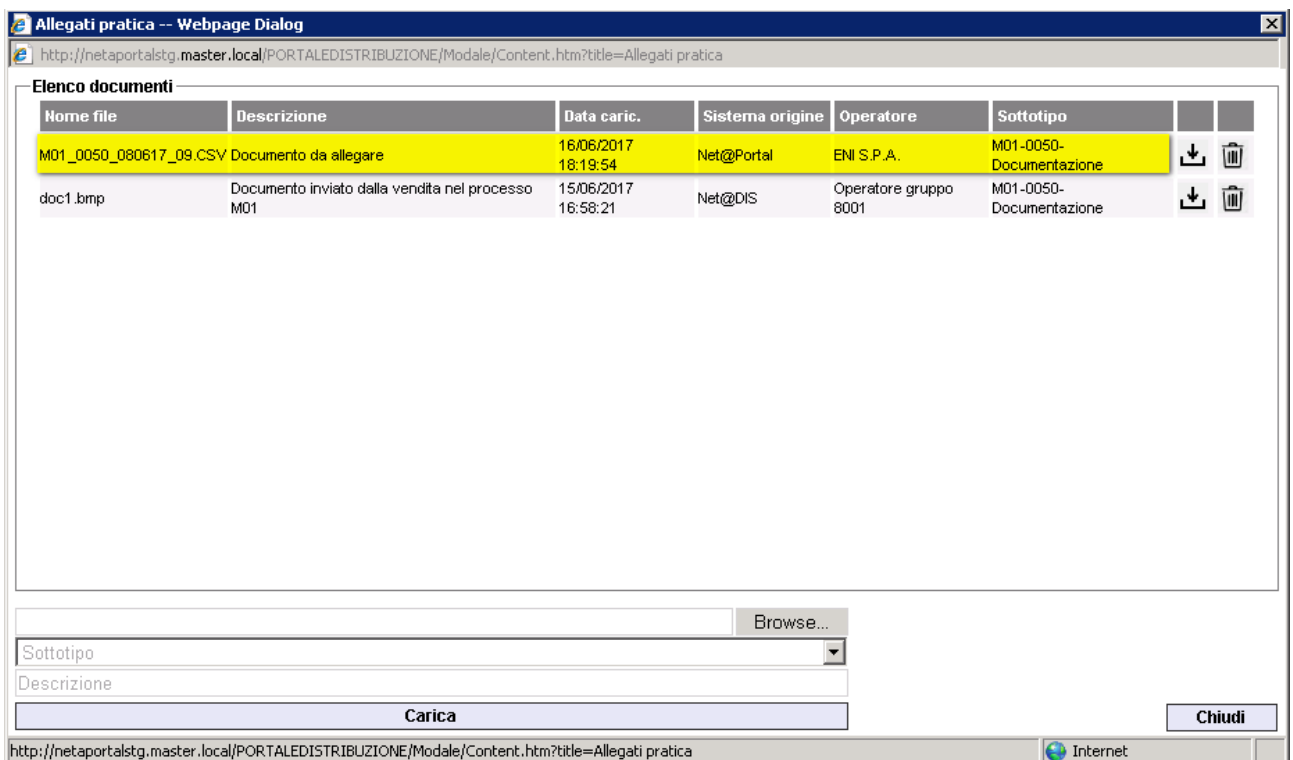 Allegati pratica -- Webpage Dialog
http://netaportalstg.master.local/PORTALEDISTRIBUZIONE/Modale/Content.htm?title=Allegati pratica
Elenco documenti
Nome file Descrizione Data caric. Sistema origine Operatore Sottotipo
M01_0050_080617_09.CSV Documento da allegare 16/06/2017 18:19:54 Net@Portal ENI S.P.A. M01-0050-Documentazione
doc1.bmp Documento inviato dalla vendita nel processo M01 15/06/2017 16:58:21 Net@DIS Operatore gruppo 8001 M01-0050-Documentazione
Browse...
Sottotipo
Descrizione
Carica
Chiudi
http://netaportalstg.master.local/PORTALEDISTRIBUZIONE/Modale/Content.htm?title=Allegati pratica Internet